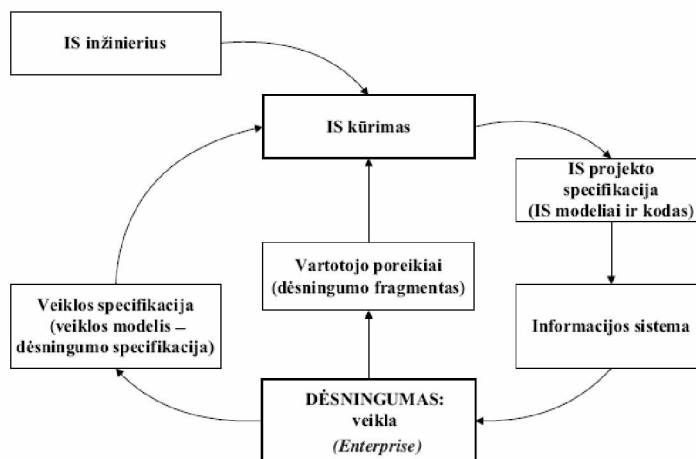 IS inžinierius
IS kūrimas
IS projekto
specifikacija
(IS modeliai ir kodas)
Vartotojo poreikiai
(dėsningumo fragmentas)
Veiklos specifikacija
(veiklos modelis –
dėsningumo specifikacija)
Informacijos sistema
DĖSNINGUMAS:
veikla
(Enterprise)